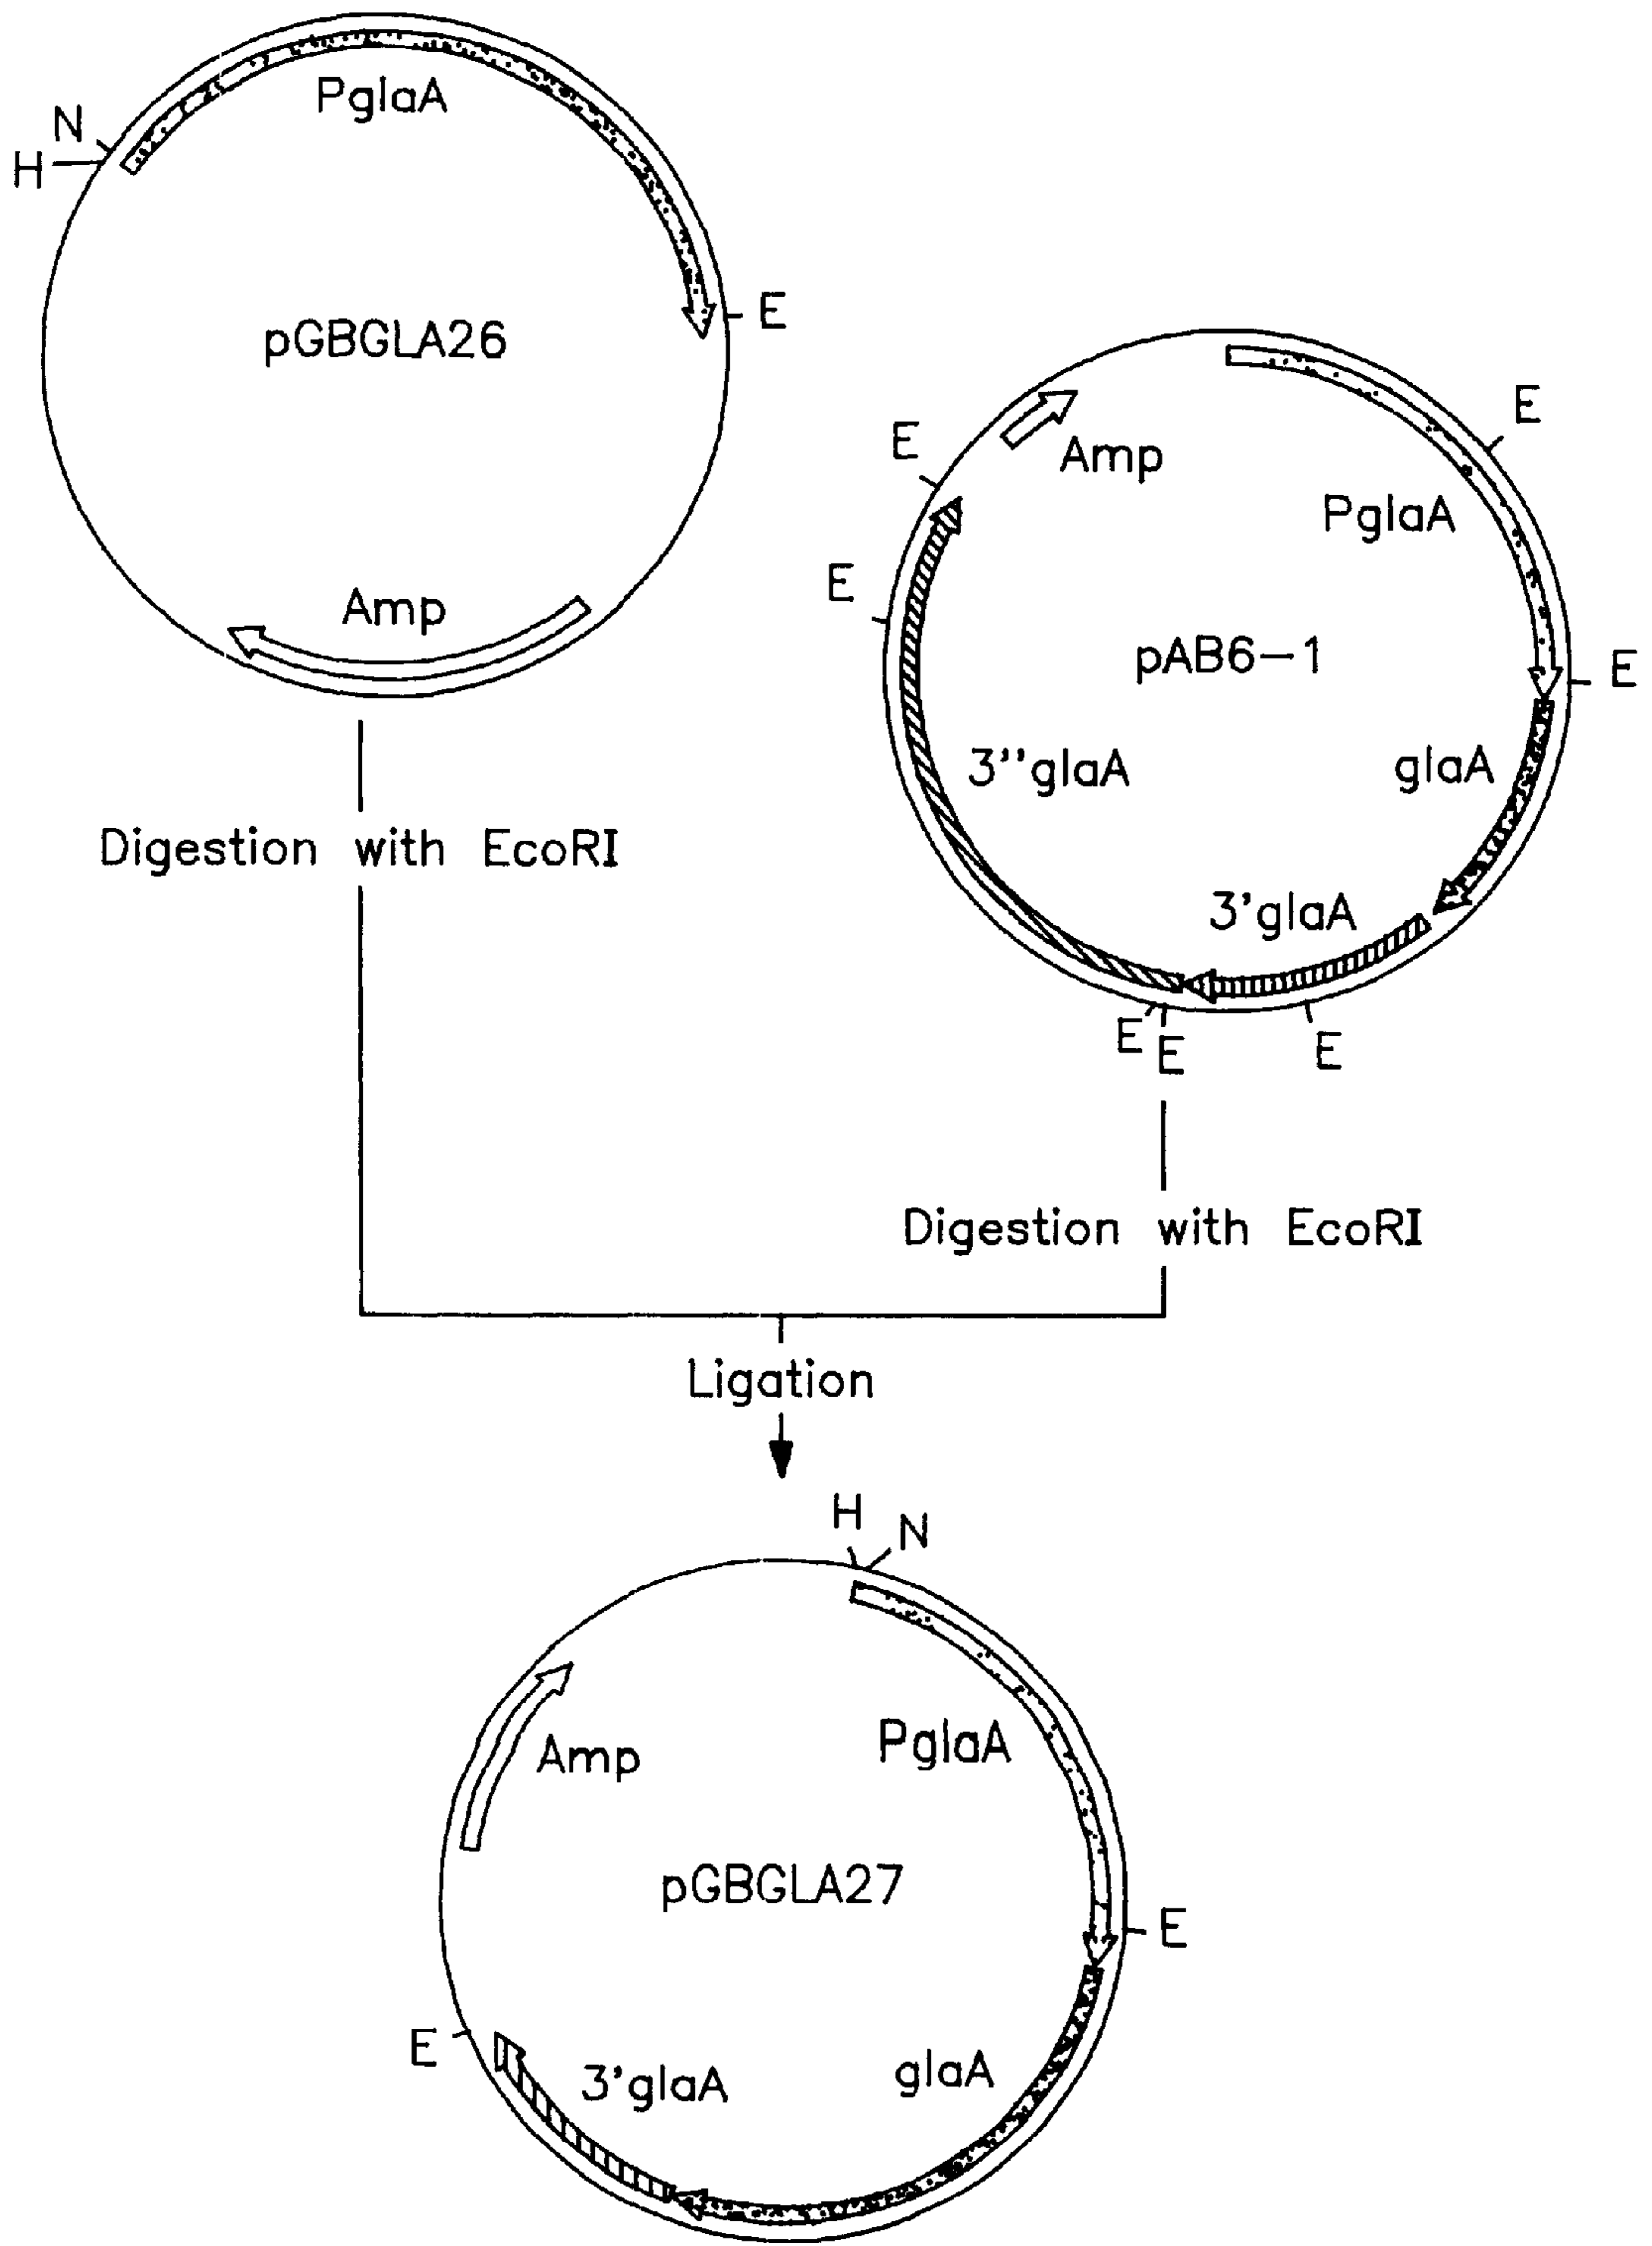 PglaA
N
H
E
pGBGLA26
Amp
E
E
Amp
PglaA
E
pAB6-1
E
3''glaA
glaA
Digestion with EcoRI
3'glaA
E
E
E
Digestion with EcoRI
Ligation
H
N
PglaA
Amp
pGBGLA27
E
E
3'glaA
glaA